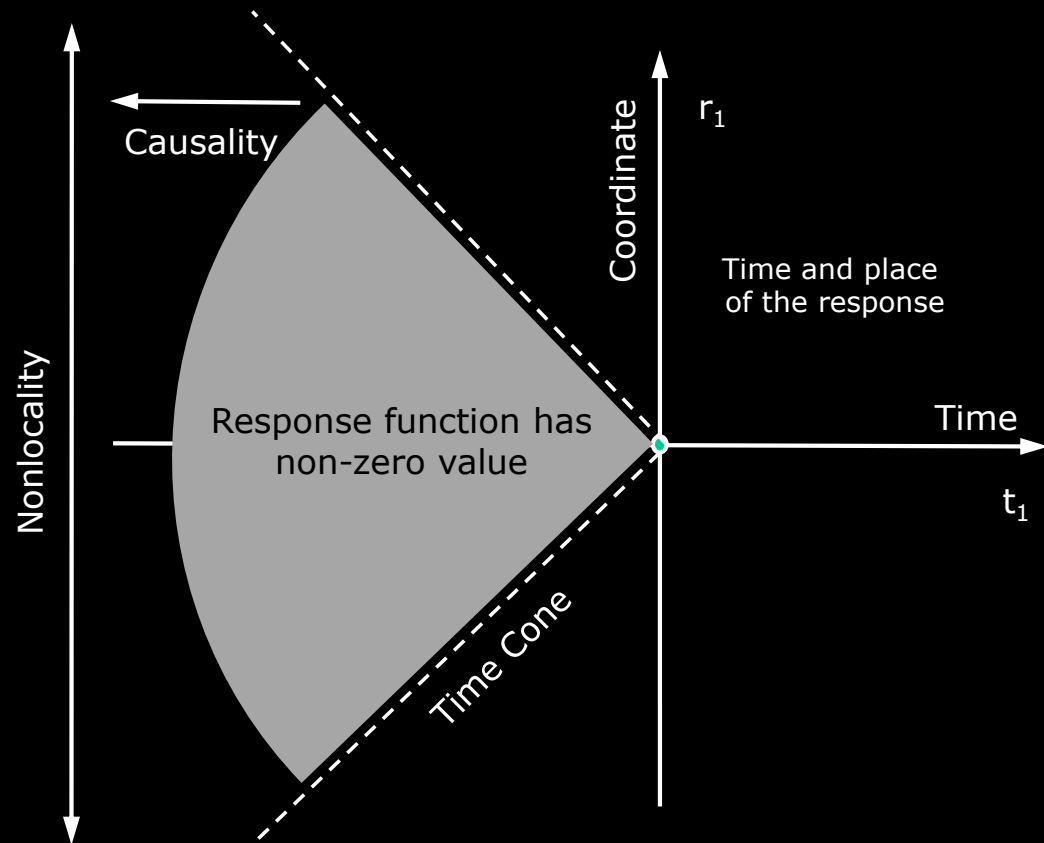 Causality
Coordinate
r₁
Time and place
of the response
Nonlocality
Response function has
non-zero value
Time
t₁
Time Cone